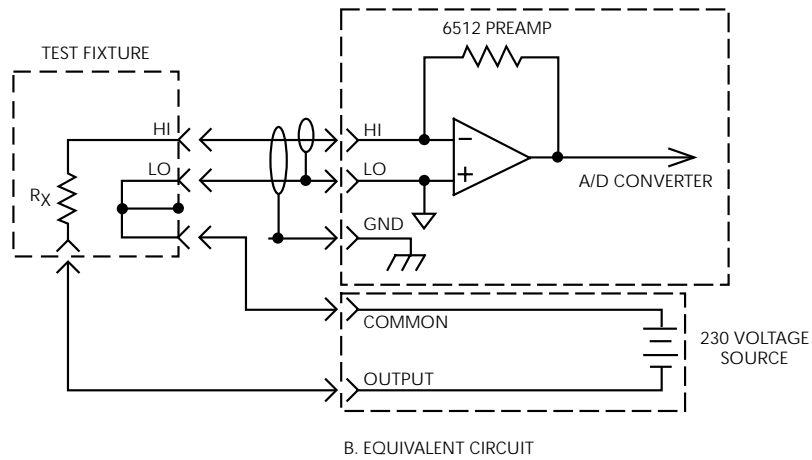 6512 PREAMP
TEST FIXTURE
HI
HI
LO
LO
RX
A/D CONVERTER
GND
COMMON
230 VOLTAGE
SOURCE
OUTPUT
B. EQUIVALENT CIRCUIT